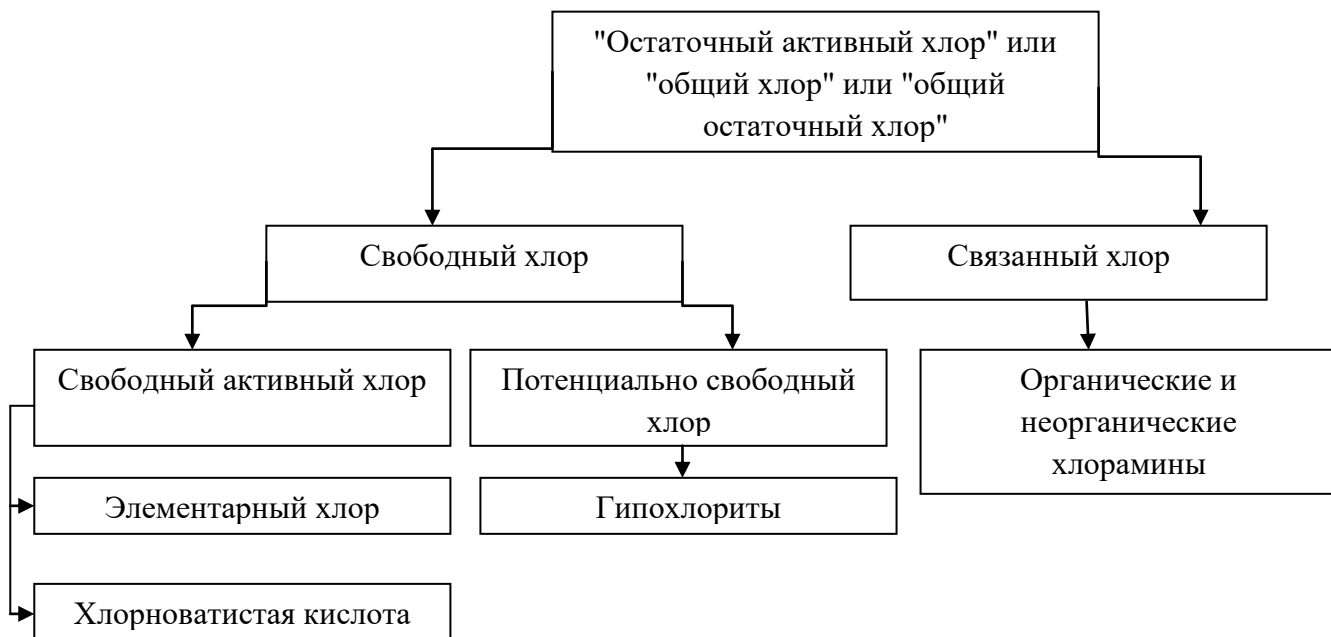 "Остаточный активный хлор" или
"общий хлор" или "общий
остаточный хлор"
Свободный хлор
Связанный хлор
Свободный активный хлор
Потенциально свободный
хлор
Органические и
неорганические
хлорамины
Элементарный хлор
Гипохлориты
Хлорноватистая кислота